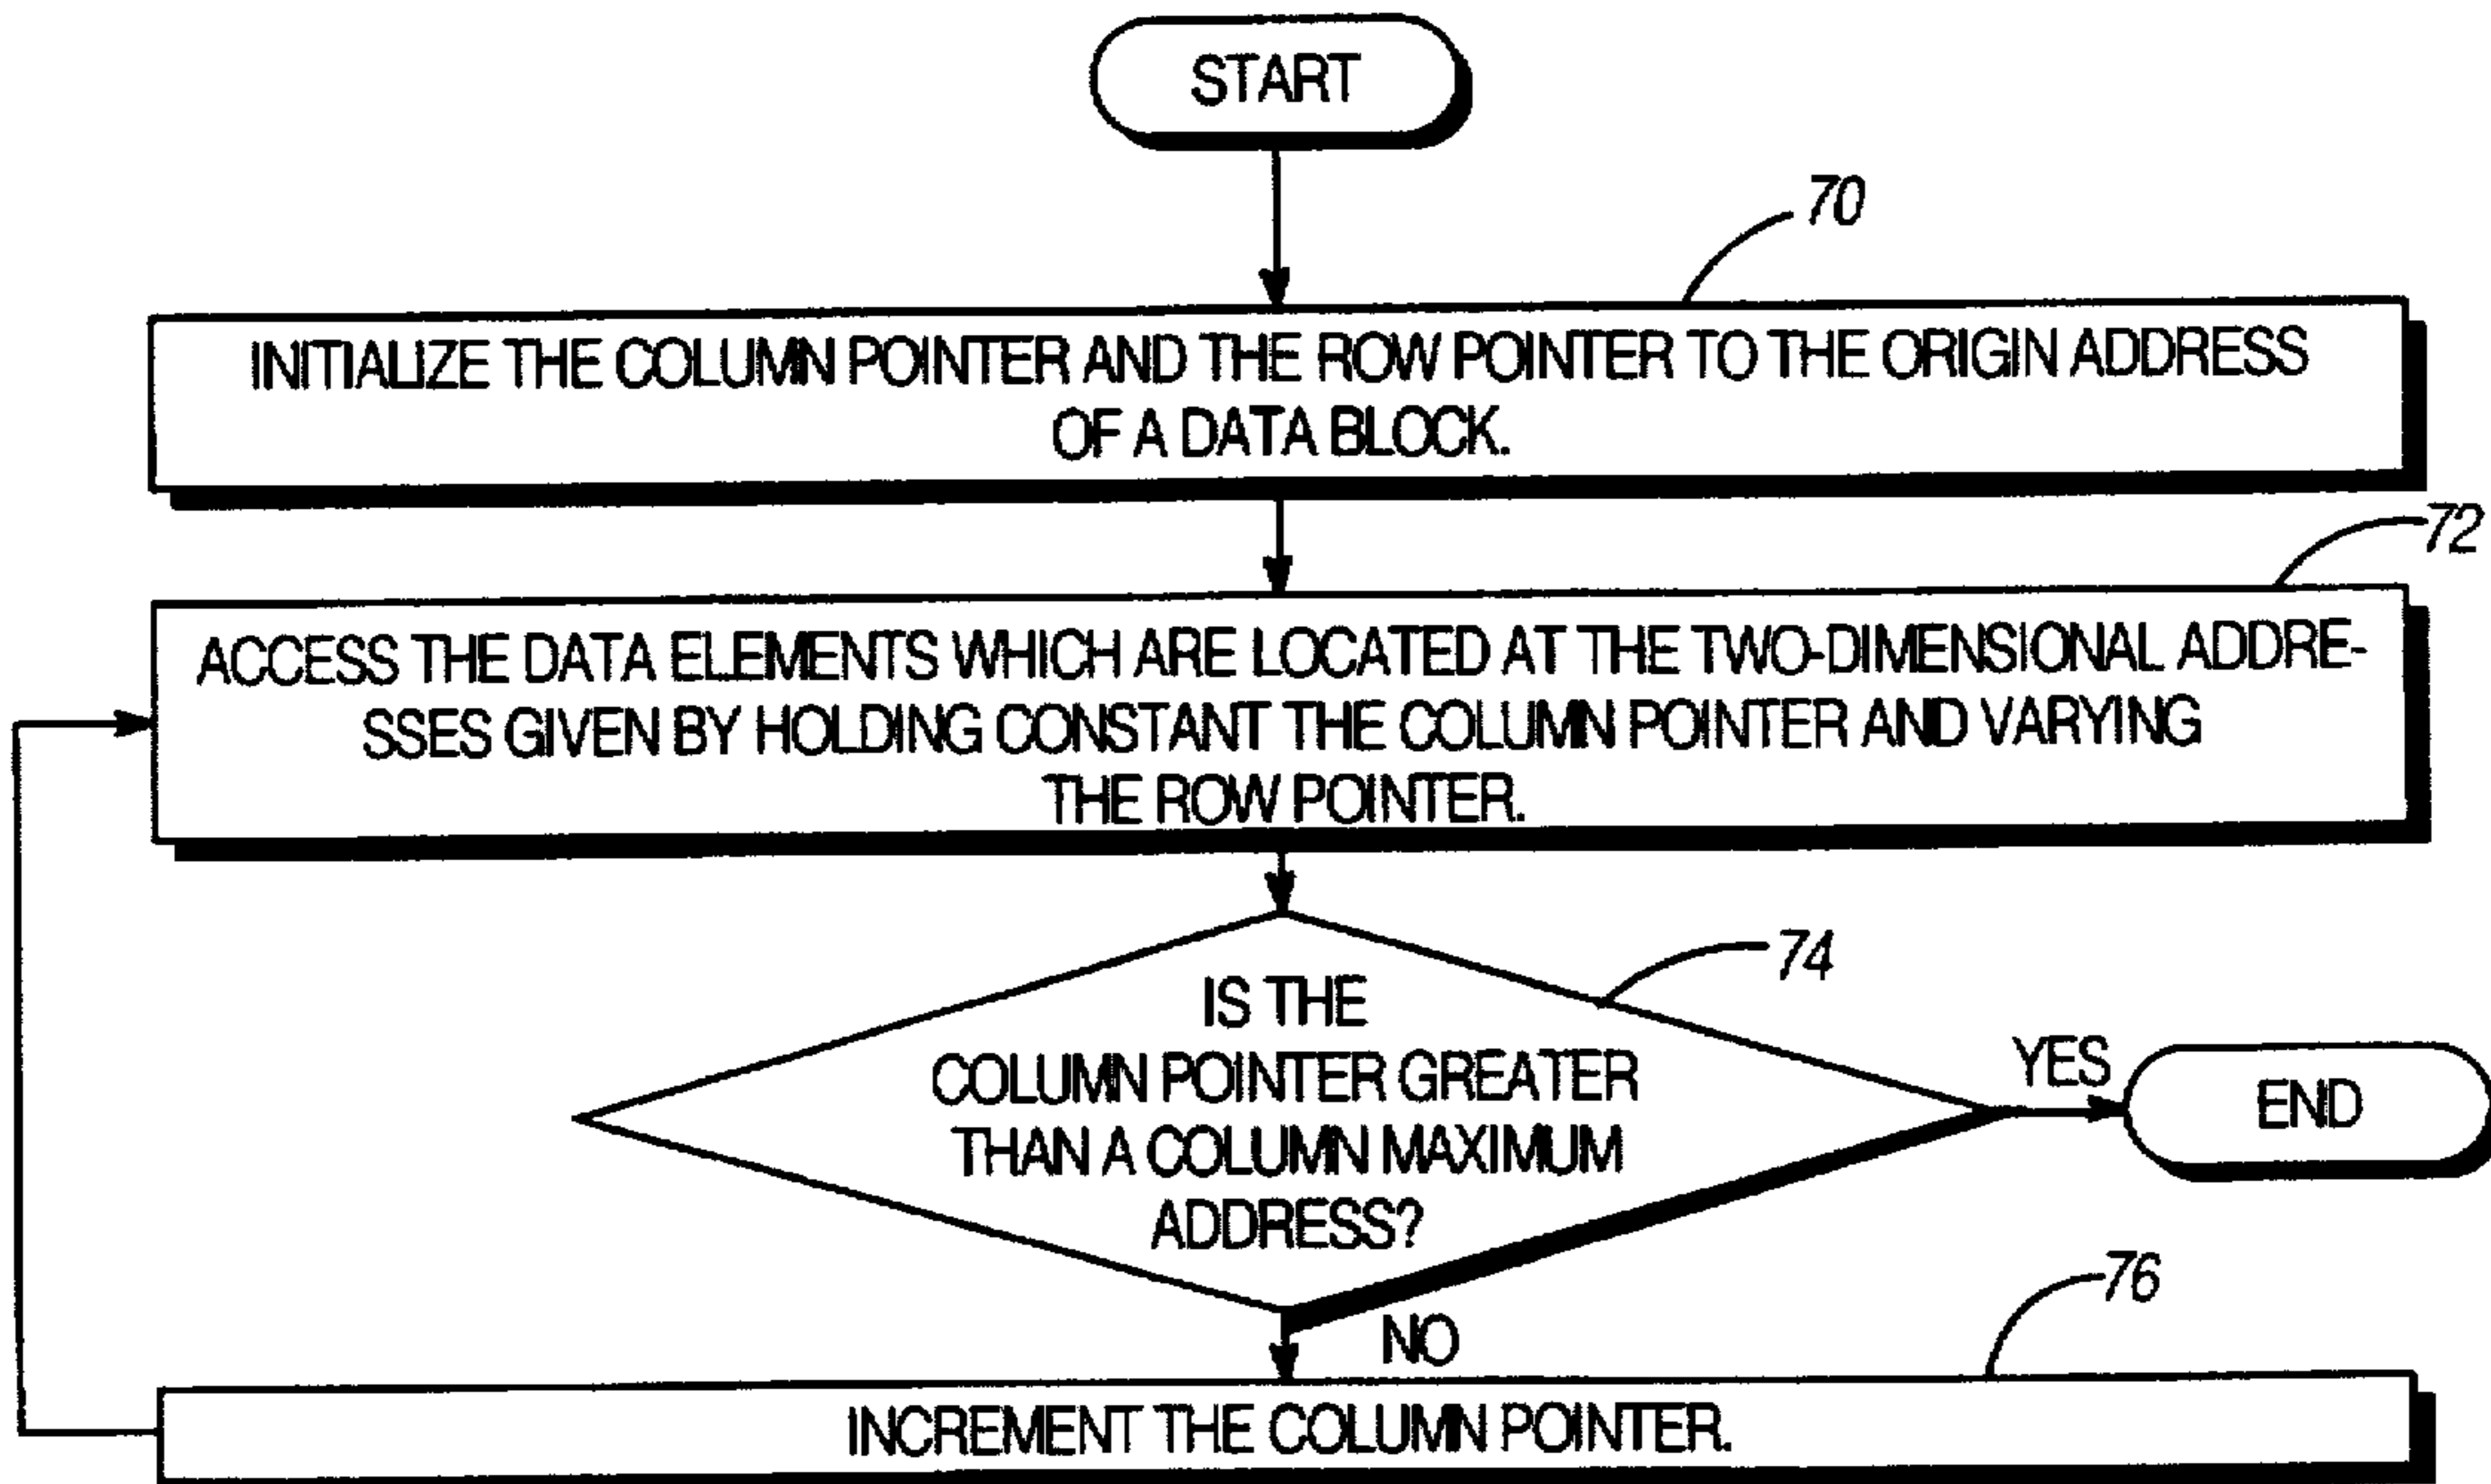 START
70
INITIALIZE THE COLUMN POINTER AND THE ROW POINTER TO THE ORIGIN ADDRESS
OF A DATA BLOCK.
72
ACCESS THE DATA ELEMENTS WHICH ARE LOCATED AT THE TWO-DIMENSIONAL ADDRE-
SSES GIVEN BY HOLDING CONSTANT THE COLUMN POINTER AND VARYING
THE ROW POINTER.
74
IS THE
COLUMN POINTER GREATER
THAN A COLUMN MAXIMUM
ADDRESS?
YES
END
NO
76
INCREMENT THE COLUMN POINTER.